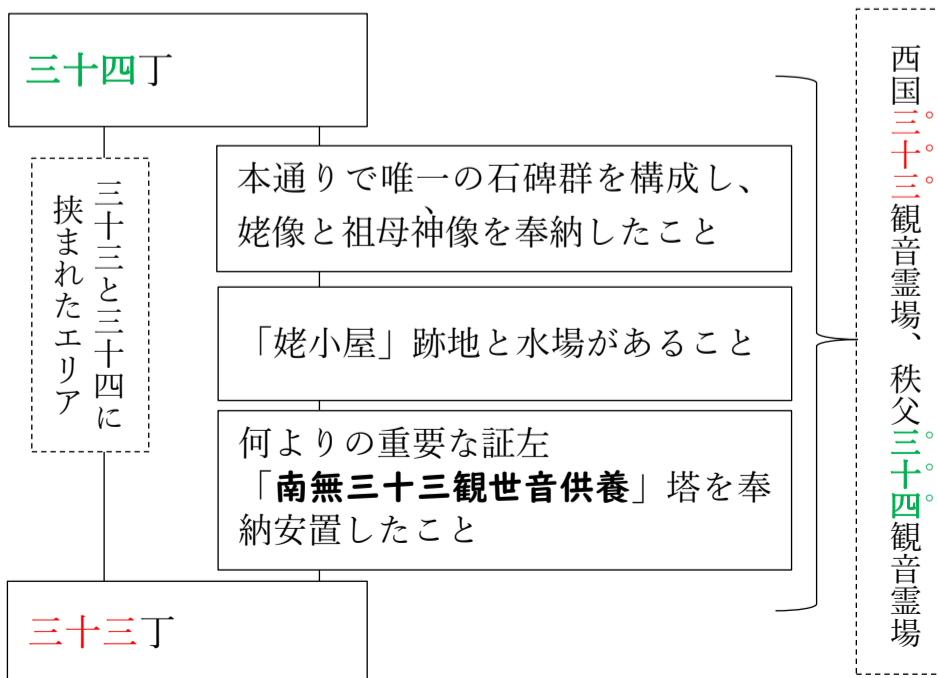 三十四丁
三十三と三十四に
挟まれたエリア
本通りで唯一の石碑群を構成し、
姥像と祖母神像を奉納したこと
「姥小屋」跡地と水場があること
何よりの重要な証左
「南無三十三観世音供養」塔を奉
納安置したこと
三十三丁
西国三十三観音霊場、秩父三十四観音霊場